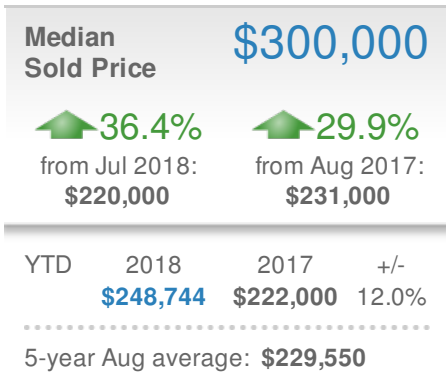 Median
Sold Price
$300,000
36.4%
from Jul 2018:
$220,000
29.9%
from Aug 2017:
$231,000
YTD 2018 2017 +/-
$248,744 $222,000 12.0%
5-year Aug average: $229,550